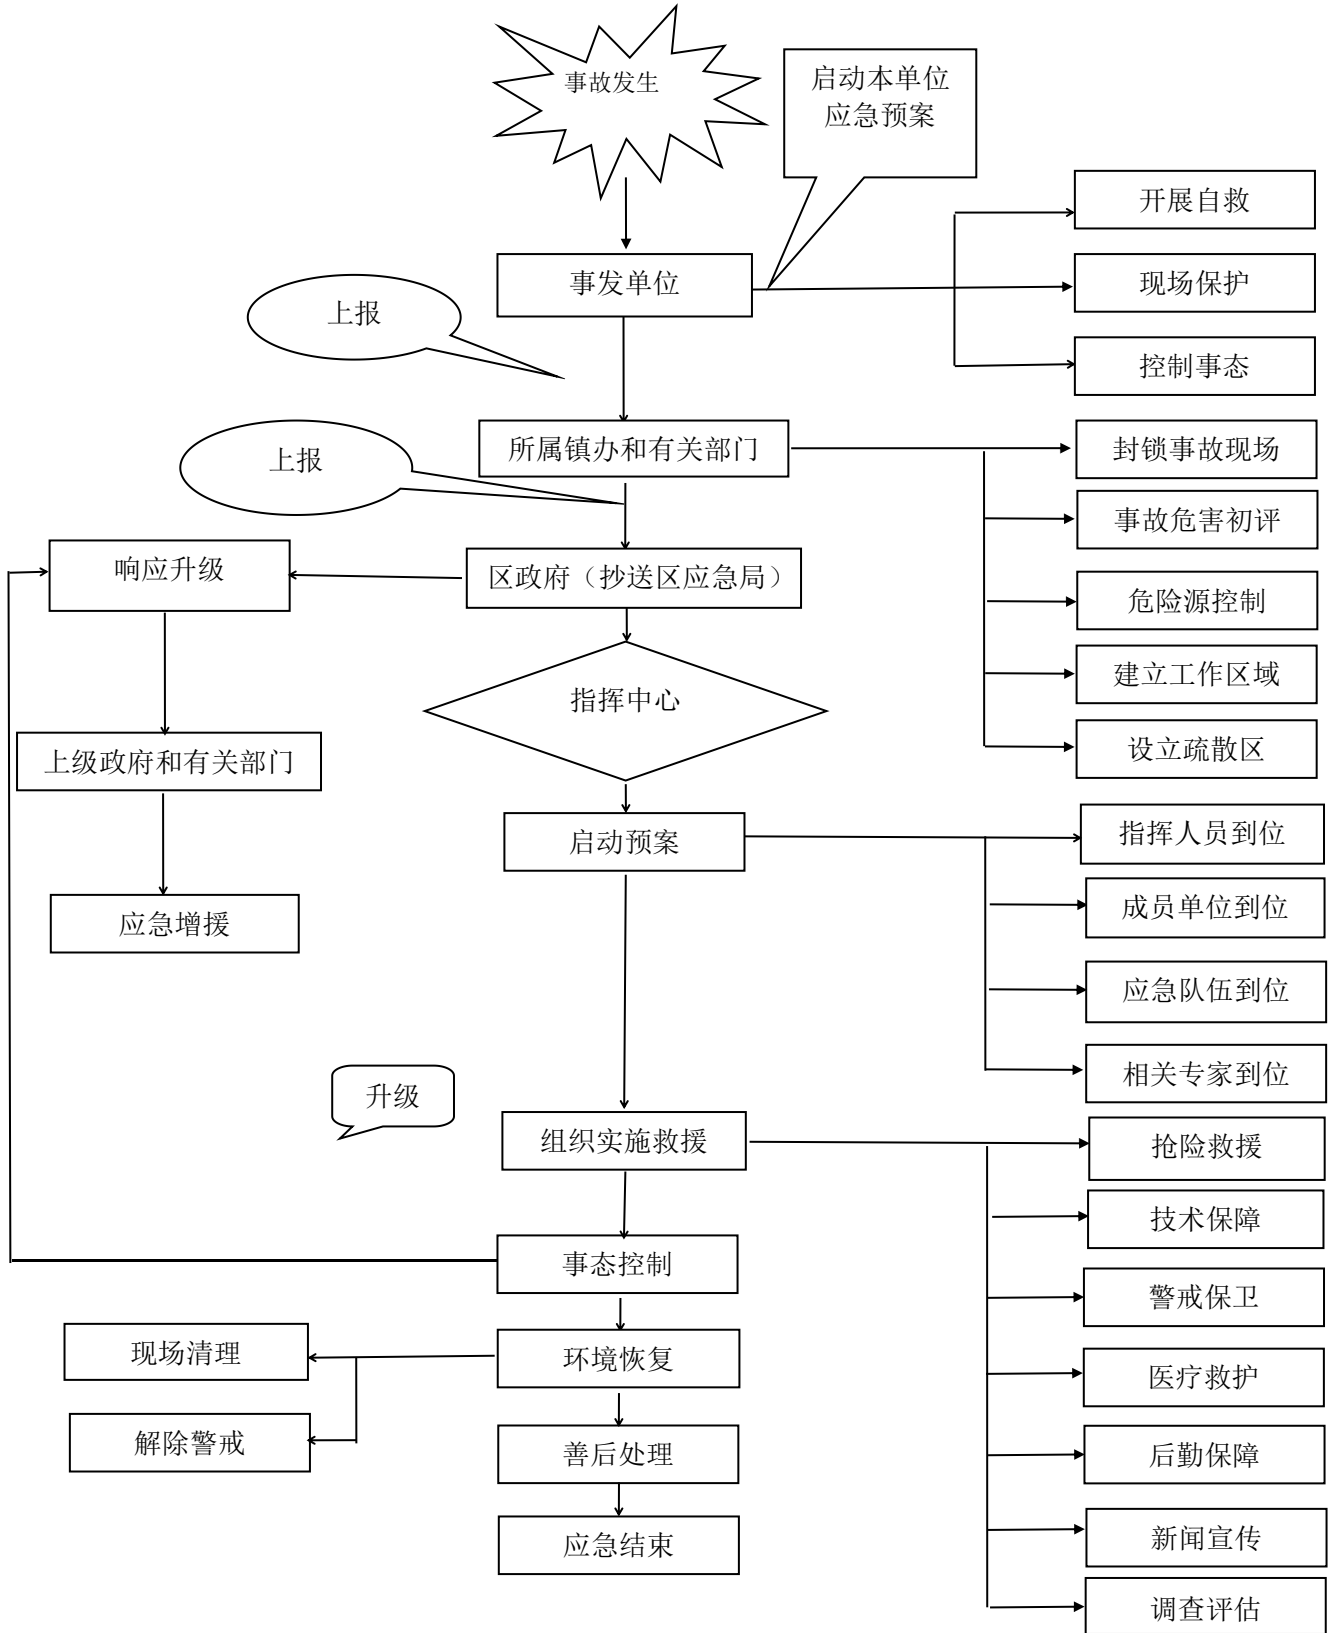 事故发生
启动本单位
应急预案
开展自救
事发单位
现场保护
上报
控制事态
所属镇办和有关部门
封锁事故现场
上报
事故危害初评
响应升级
区政府（抄送区应急局）
危险源控制
建立工作区域
指挥中心
设立疏散区
上级政府和有关部门
启动预案
指挥人员到位
成员单位到位
应急增援
应急队伍到位
相关专家到位
升级
组织实施救援
抢险救援
技术保障
事态控制
警戒保卫
现场清理
环境恢复
医疗救护
解除警戒
善后处理
后勤保障
应急结束
新闻宣传
调查评估